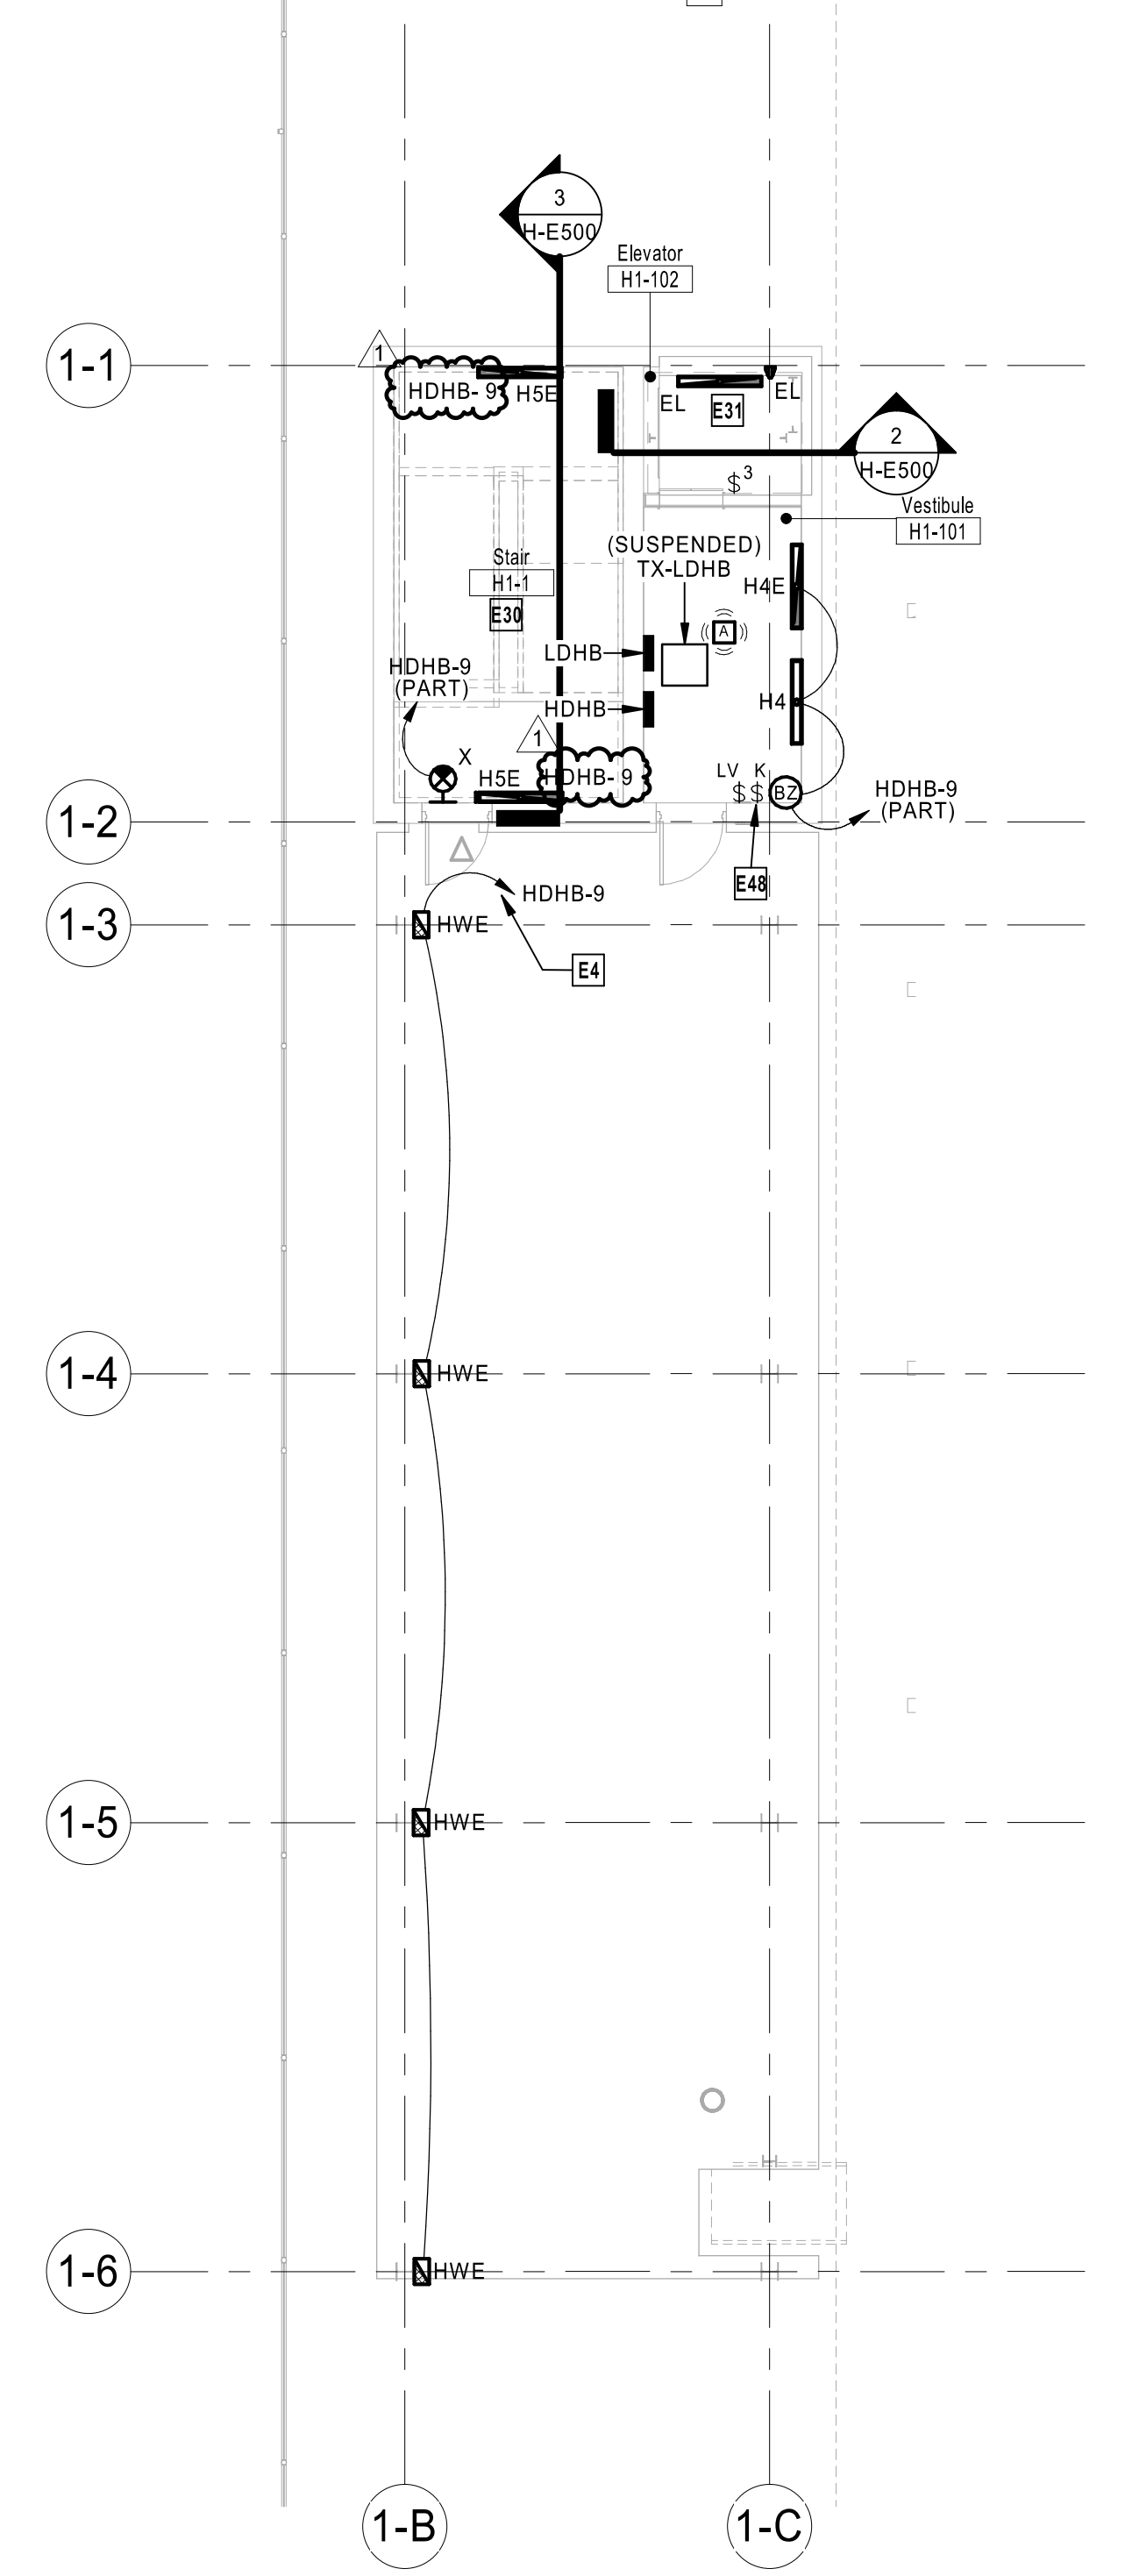 3
H-E500
Elevator
H1-102
1-1
1
HDHB- 9
H5E
EL
E31
EL
2
H-E500
$3
Vestibule
H1-101
(SUSPENDED)
TX-LDHB
Stair
H1-1
E30
H4E
A
LDHB
HDHB-9
(PART)
H4
HDHB
1
X
H5E
HDHB- 9
LV K
$$
BZ
HDHB-9
(PART)
1-2
E48
HDHB-9
1-3
HWE
E4
1-4
HWE
1-5
HWE
1-6
HWE
1-B
1-C